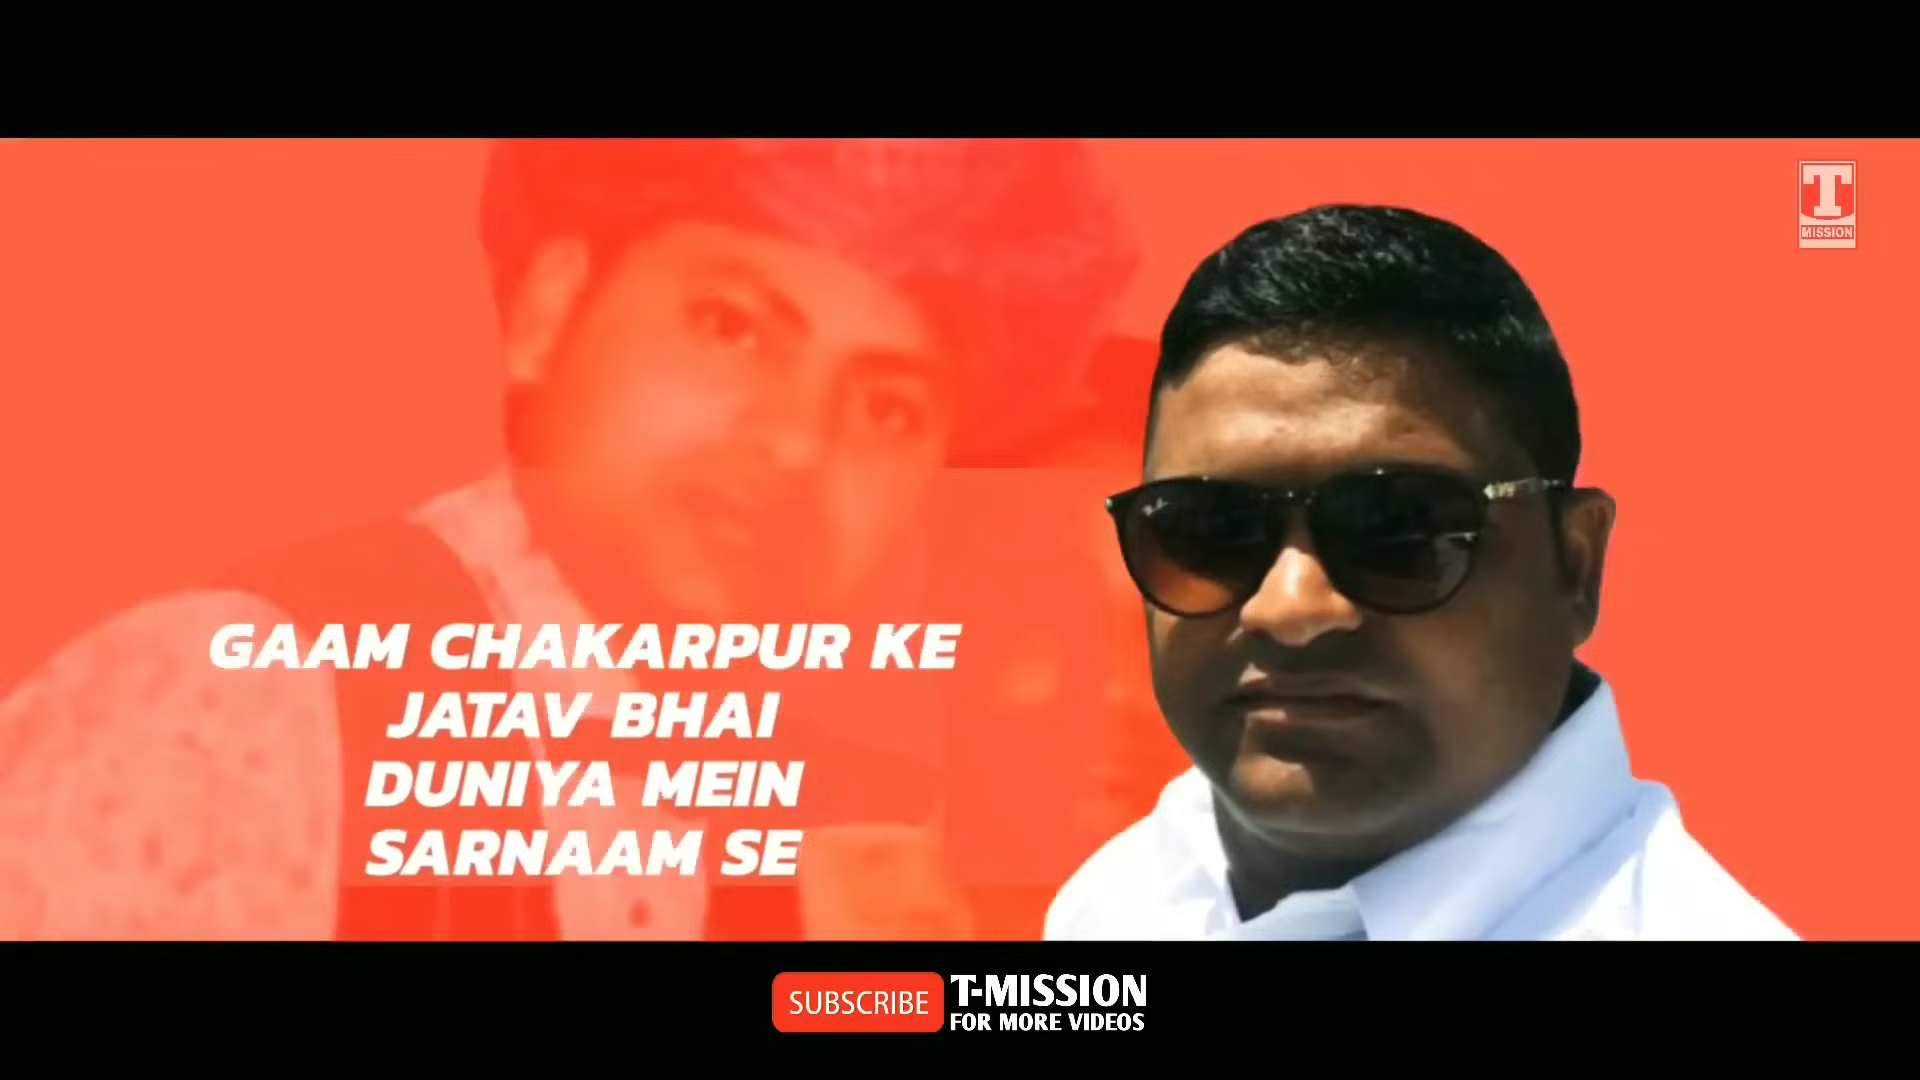 T
MISSION
GAAM CHAKARPUR KE
JATAV BHAI
DUNIYA MEIN
SARNAAM SE
SUBSCRIBE
T-MISSION
FOR MORE VIDEOS